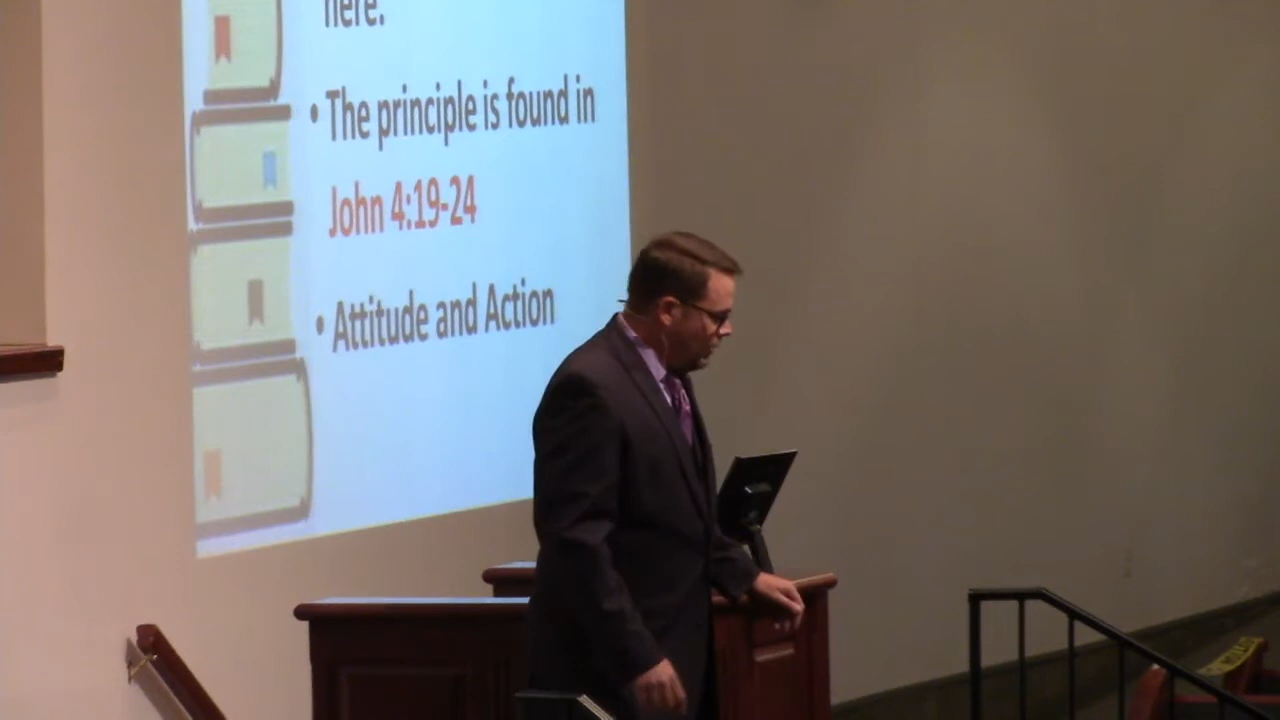 here.
• The principle is found in
John 4:19-24
• Attitude and Action